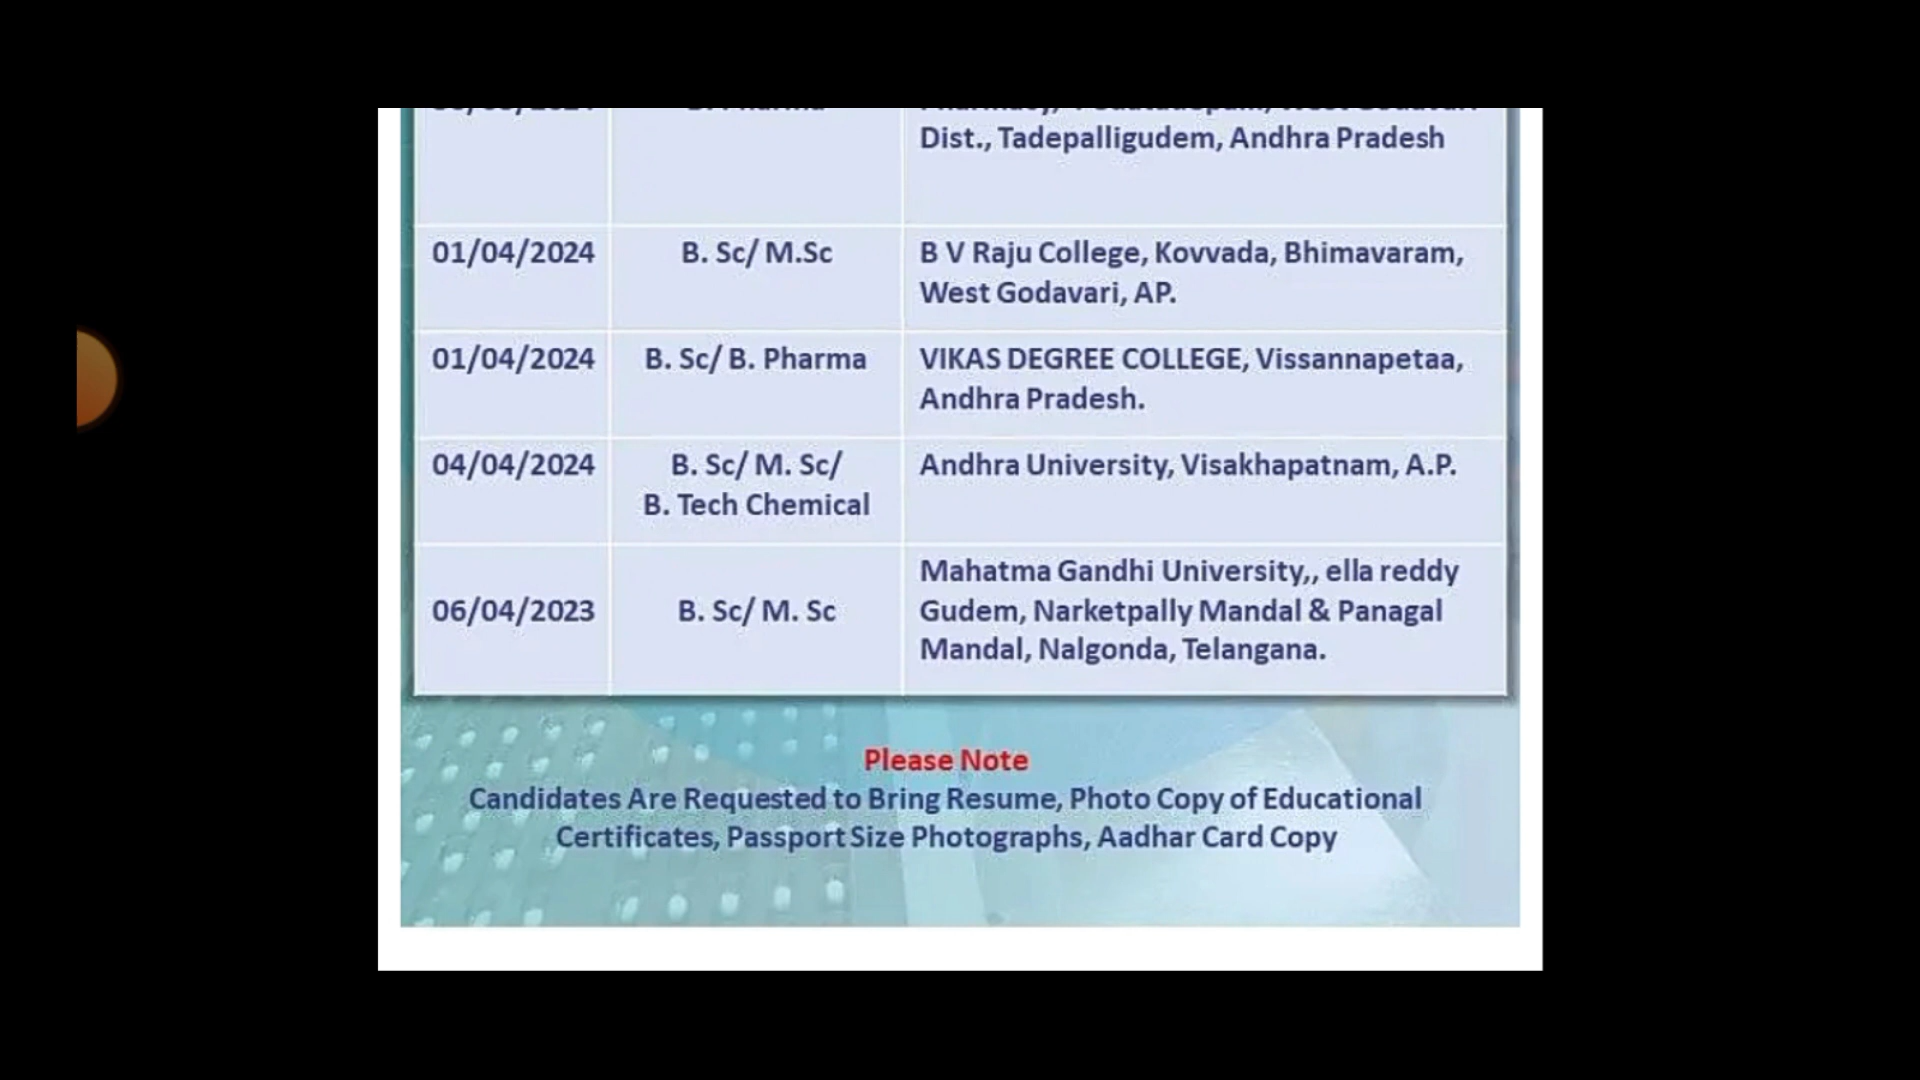 Dist., Tadepalligudem, Andhra Pradesh
01/04/2024
B. Sc/ M.Sc
B V Raju College, Kovvada, Bhimavaram,
West Godavari, AP.
01/04/2024
B. Sc/ B. Pharma
VIKAS DEGREE COLLEGE, Vissannapetaa,
Andhra Pradesh.
04/04/2024
B. Sc/ M. Sc/
B. Tech Chemical
Andhra University, Visakhapatnam, A.P.
06/04/2023
B. Sc/ M. Sc
Mahatma Gandhi University,, ella reddy
Gudem, Narketpally Mandal & Panagal
Mandal, Nalgonda, Telangana.
Please Note
Candidates Are Requested to Bring Resume, Photo Copy of Educational
Certificates, Passport Size Photographs, Aadhar Card Copy